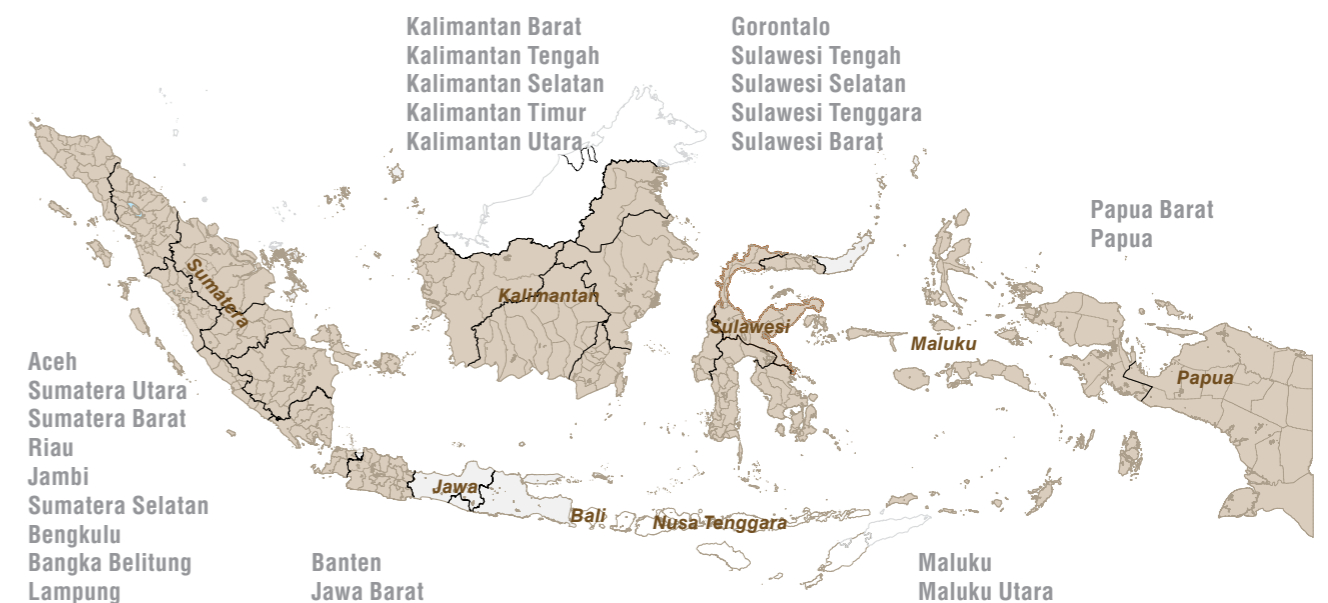 Kalimantan Barat
Kalimantan Tengah
Kalimantan Selatan
Kalimantan Timur
Kalimantan Utara
Gorontalo
Sulawesi Tengah
Sulawesi Selatan
Sulawesi Tenggara
Sulawesi Barat
Papua Barat
Papua
Sumatera
Kalimantan
Sulawesi
Maluku
Papua
Jawa
Bali
Nusa Tenggara
Aceh
Sumatera Utara
Sumatera Barat
Riau
Jambi
Sumatera Selatan
Bengkulu
Bangka Belitung
Lampung
Banten
Jawa Barat
Maluku
Maluku Utara